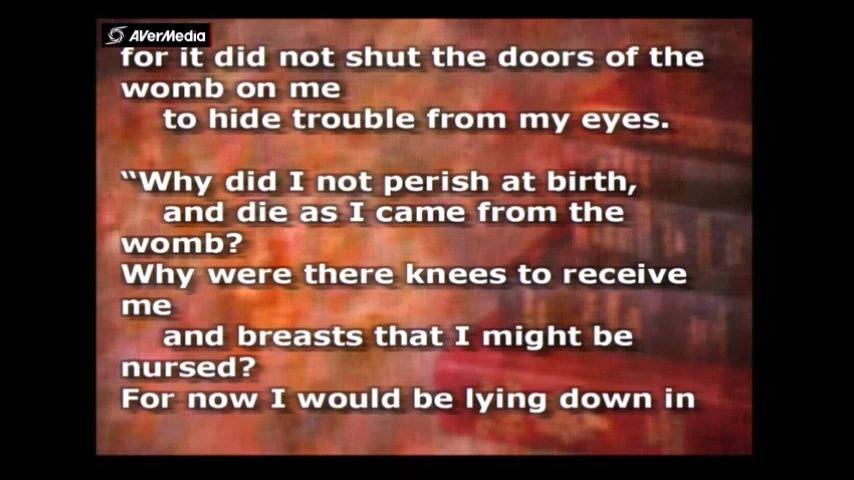 AVerMedia
for it did not shut the doors of the
womb on me
to hide trouble from my eyes.
“Why did I not perish at birth,
and die as I came from the
womb?
Why were there knees to receive
me
and breasts that I might be
nursed?
For now I would be lying down in